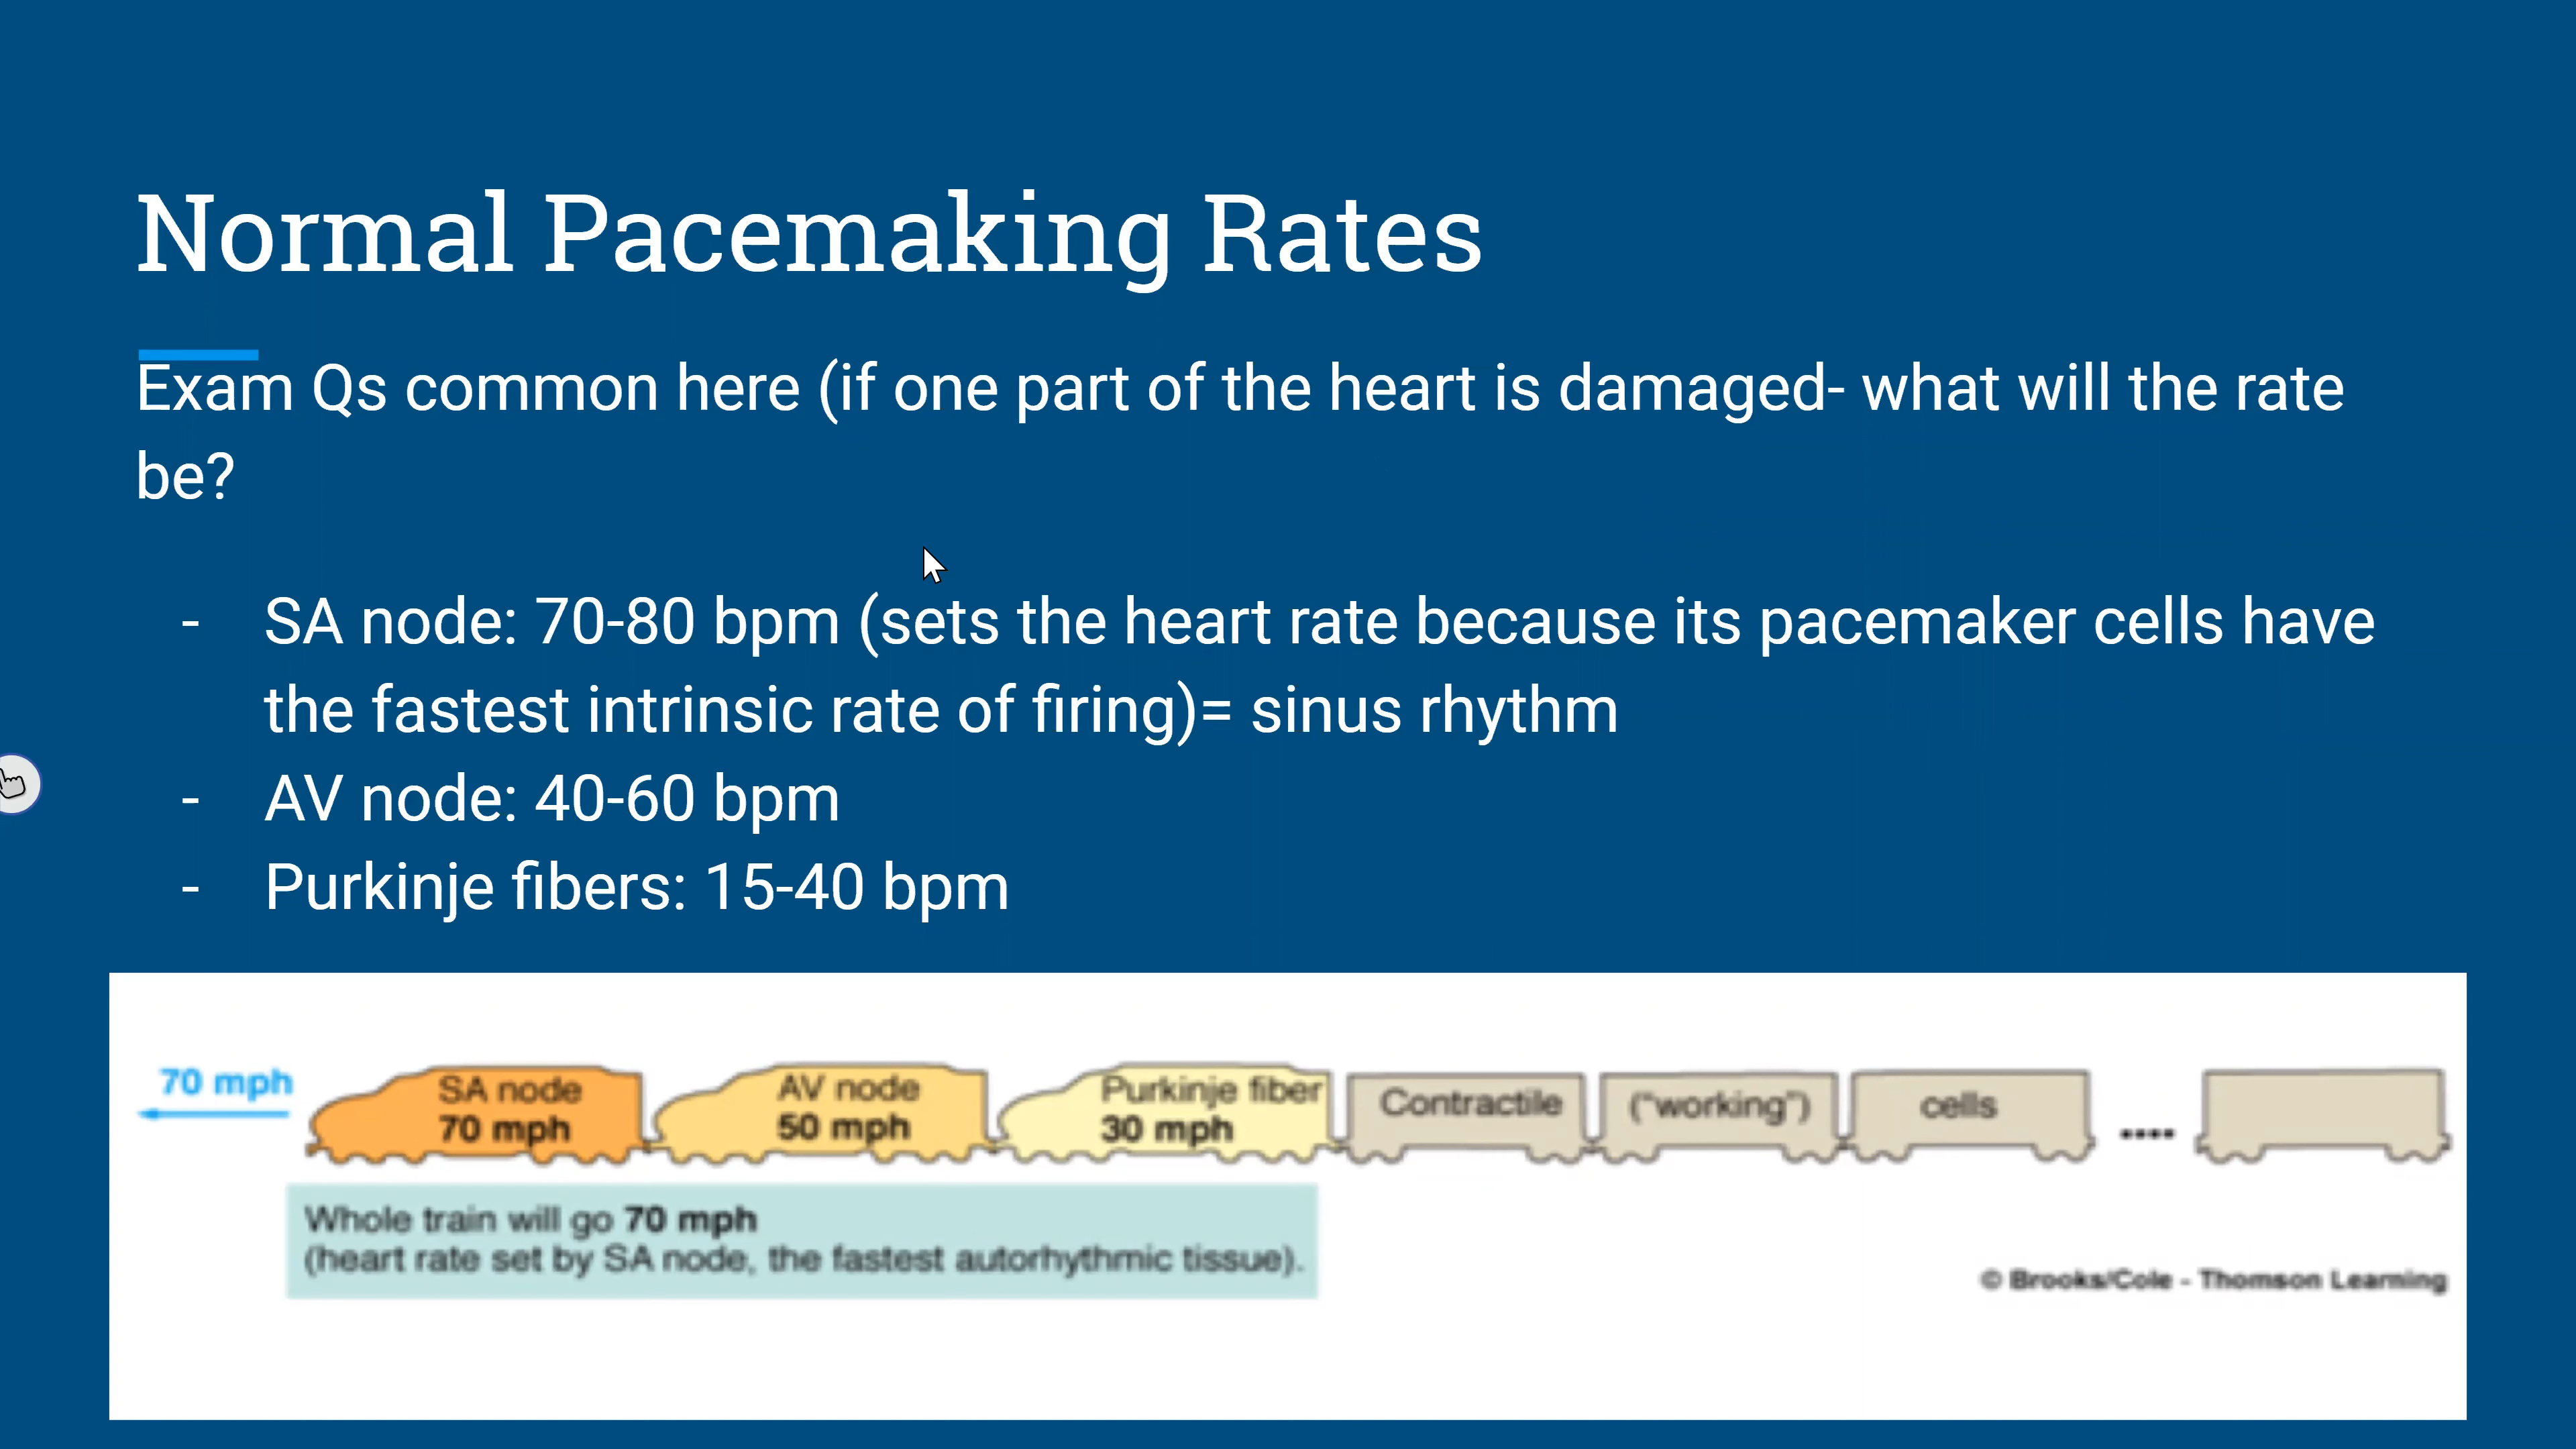 Normal Pacemaking Rates
Exam Qs common here (if one part of the heart is damaged- what will the rate
be?
- SA node: 70-80 bpm (sets the heart rate because its pacemaker cells have
the fastest intrinsic rate of firing)= sinus rhythm
- AV node: 40-60 bpm
- Purkinje fibers: 15-40 bpm
70 mph
SA node
70 mph
AV node
50 mph
Purkinje fiber
30 mph
Contractile
("working")
cells
....
Whole train will go 70 mph
(heart rate set by SA node, the fastest autorhythmic tissue).
© Brooks/Cole - Thomson Learning